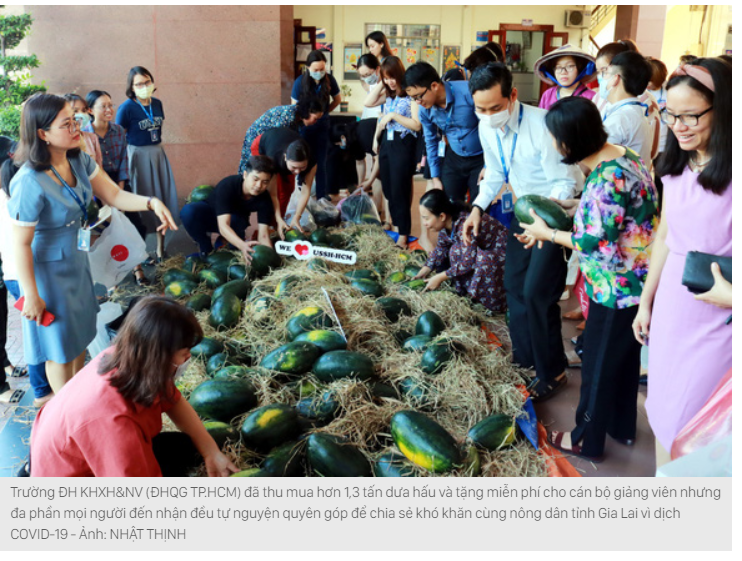 WE USSH-HCM
Trường ĐH KHXH&NV (ĐHQG TP.HCM) đã thu mua hơn 1,3 tấn dưa hấu và tặng miễn phí cho cán bộ giảng viên nhưng
đa phần mọi người đến nhận đều tự nguyện quyên góp để chia sẻ khó khăn cùng nông dân tỉnh Gia Lai vì dịch
COVID-19 - Ảnh: NHẬT THỊNH